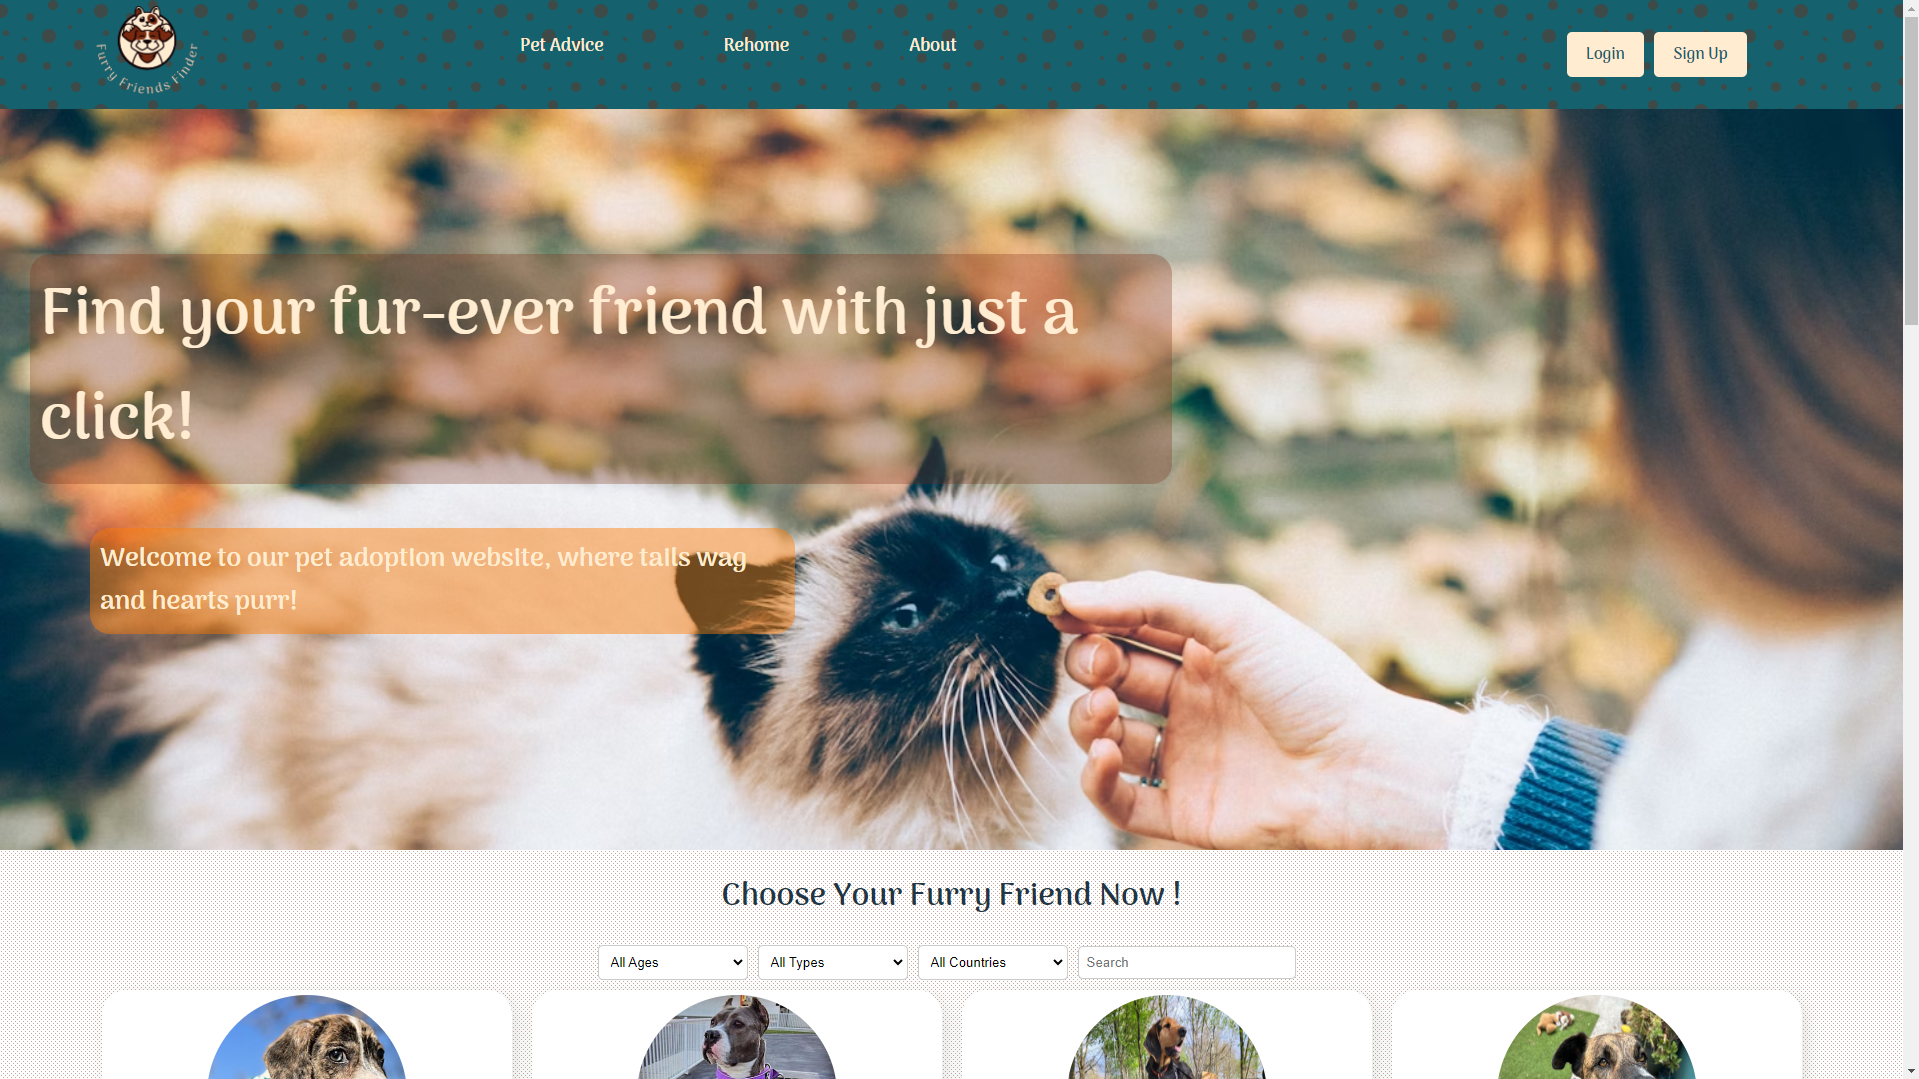 Furry Friends Finder
Pet Advice
Rehome
About
Login
Sign Up
Find your fur-ever friend with just a
click!
Welcome to our pet adoption website, where tails wag
and hearts purr!
Choose Your Furry Friend Now !
All Ages
All Types
All Countries
Search